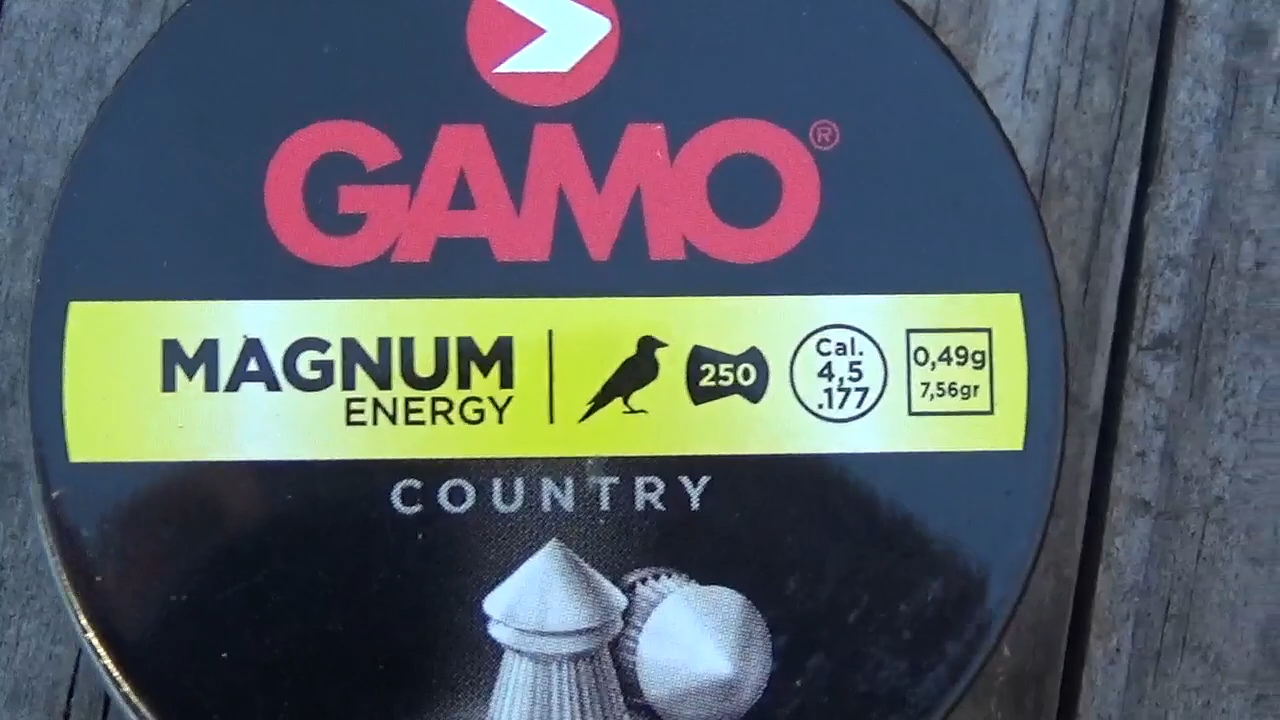 GAMO®
MAGNUM
ENERGY
250
Cal.
4,5
.177
0,49g
7,56gr
COUNTRY